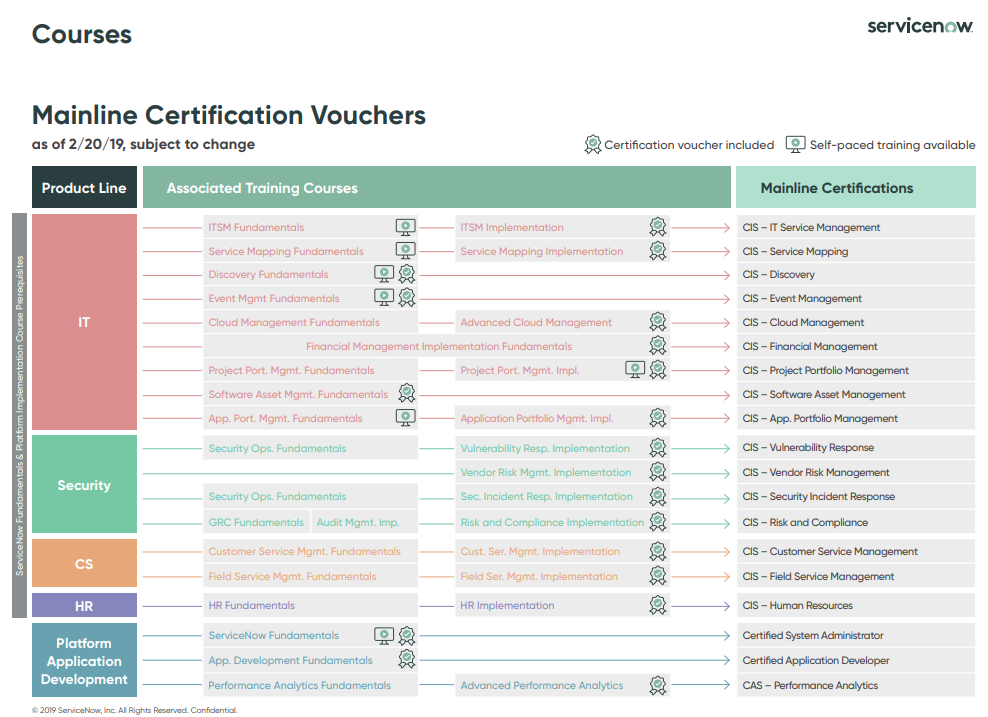 Courses
servicenow
Mainline Certification Vouchers
as of 2/20/19, subject to change
Certification voucher included
Self-paced training available
Product Line
Associated Training Courses
Mainline Certifications
ServiceNow Fundamentals & Platform Implementation Course Prerequisites
IT
ITSM Fundamentals
ITSM Implementation
CIS – IT Service Management
Service Mapping Fundamentals
Service Mapping Implementation
CIS – Service Mapping
Discovery Fundamentals
CIS – Discovery
Event Mgmt Fundamentals
CIS – Event Management
Cloud Management Fundamentals
Advanced Cloud Management
CIS – Cloud Management
Financial Management Implementation Fundamentals
CIS – Financial Management
Project Port. Mgmt. Fundamentals
Project Port. Mgmt. Impl.
CIS – Project Portfolio Management
Software Asset Mgmt. Fundamentals
CIS – Software Asset Management
App. Port. Mgmt. Fundamentals
Application Portfolio Mgmt. Impl.
CIS – App. Portfolio Management
Security
Security Ops. Fundamentals
Vulnerability Resp. Implementation
CIS – Vulnerability Response
Vendor Risk Mgmt. Implementation
CIS – Vendor Risk Management
Security Ops. Fundamentals
Sec. Incident Resp. Implementation
CIS – Security Incident Response
GRC Fundamentals
Audit Mgmt. Imp.
Risk and Compliance Implementation
CIS – Risk and Compliance
CS
Customer Service Mgmt. Fundamentals
Cust. Ser. Mgmt. Implementation
CIS – Customer Service Management
Field Service Mgmt. Fundamentals
Field Ser. Mgmt. Implementation
CIS – Field Service Management
HR
HR Fundamentals
HR Implementation
CIS – Human Resources
Platform
Application
Development
ServiceNow Fundamentals
Certified System Administrator
App. Development Fundamentals
Certified Application Developer
Performance Analytics Fundamentals
Advanced Performance Analytics
CAS – Performance Analytics
© 2019 ServiceNow, Inc. All Rights Reserved. Confidential.